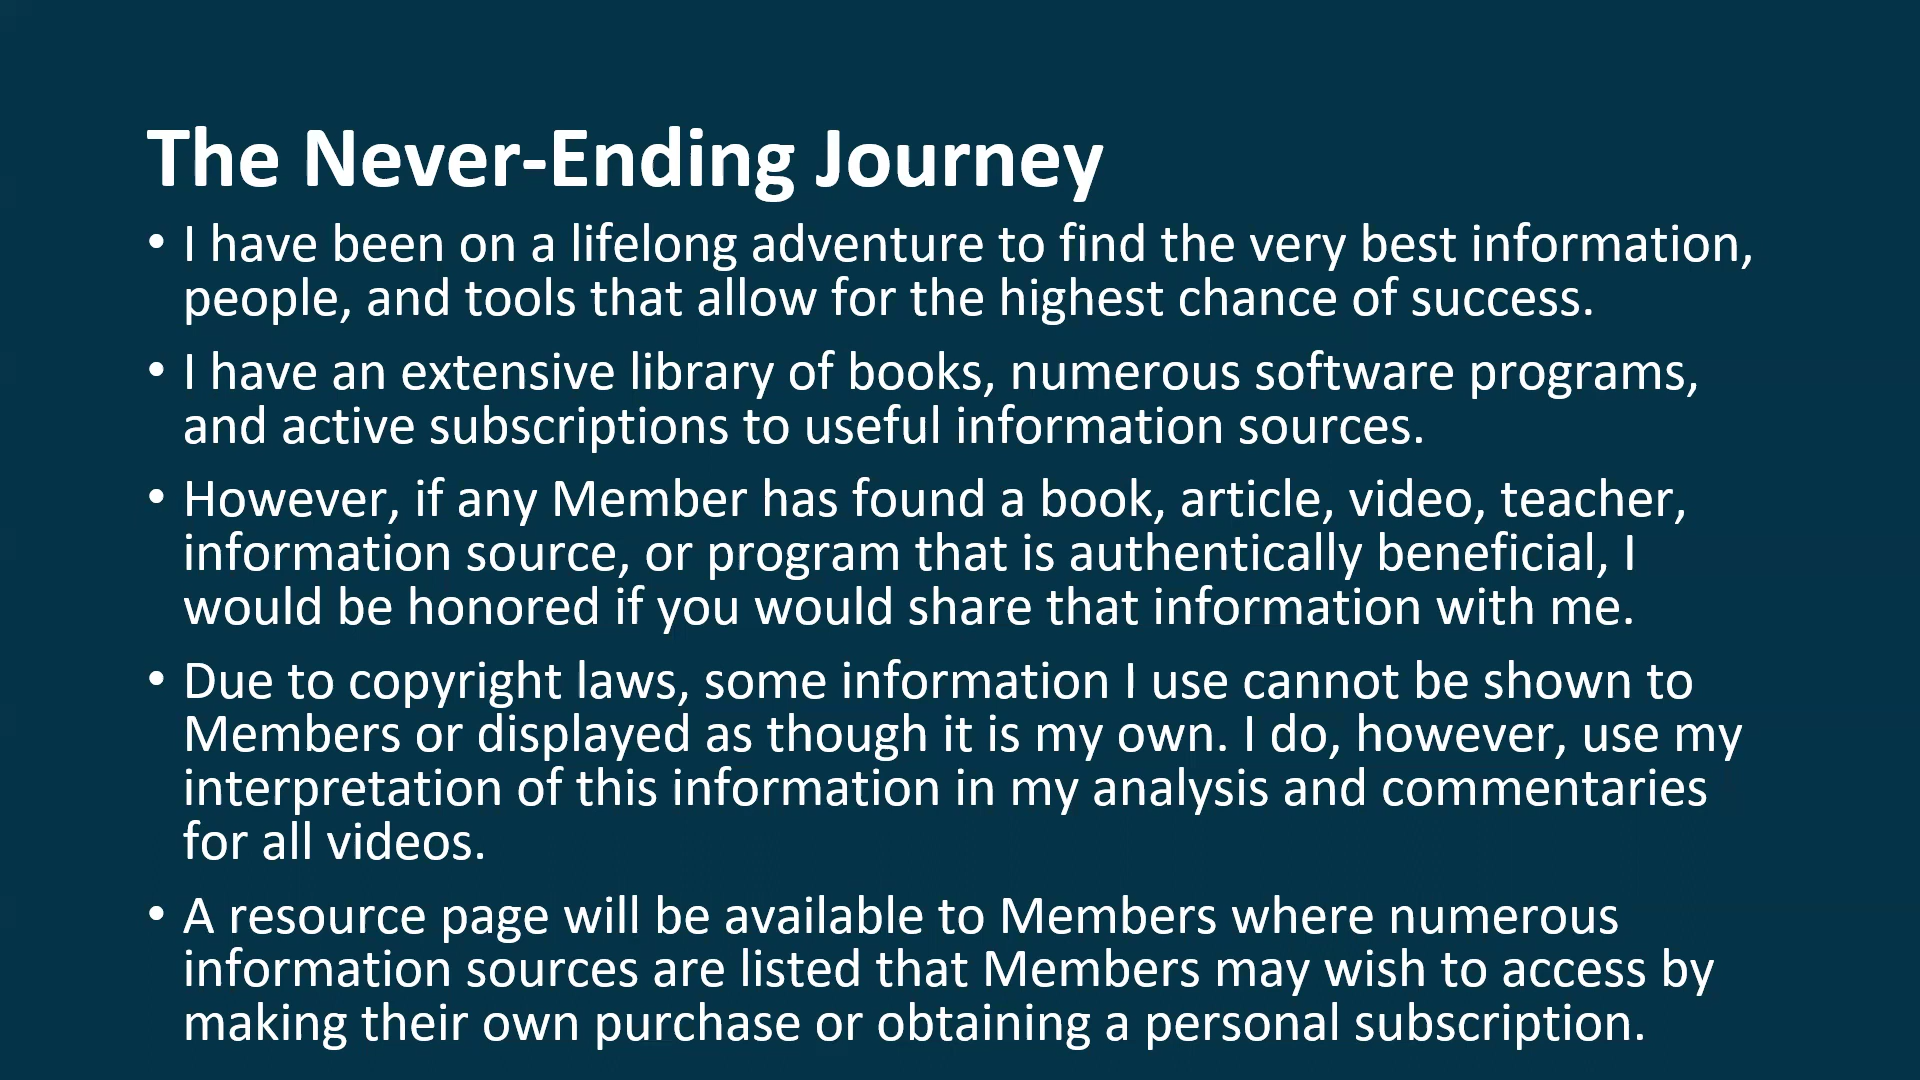 The Never-Ending Journey
• I have been on a lifelong adventure to find the very best information,
people, and tools that allow for the highest chance of success.
• I have an extensive library of books, numerous software programs,
and active subscriptions to useful information sources.
• However, if any Member has found a book, article, video, teacher,
information source, or program that is authentically beneficial, I
would be honored if you would share that information with me.
• Due to copyright laws, some information I use cannot be shown to
Members or displayed as though it is my own. I do, however, use my
interpretation of this information in my analysis and commentaries
for all videos.
• A resource page will be available to Members where numerous
information sources are listed that Members may wish to access by
making their own purchase or obtaining a personal subscription.